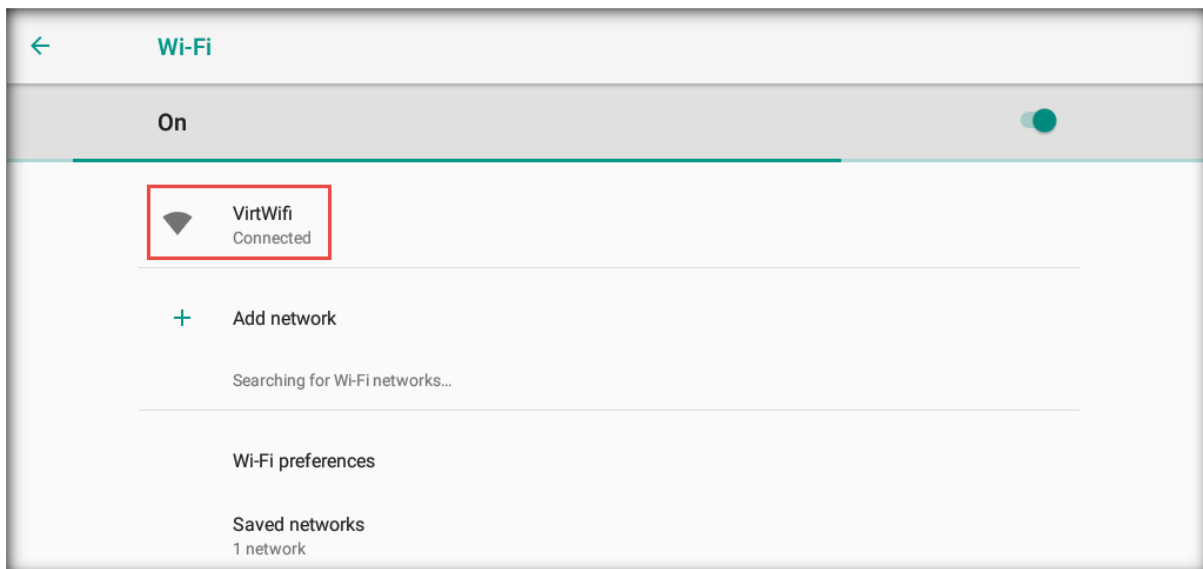 Wi-Fi
On
VirtWifi
Connected
Add network
Searching for Wi-Fi networks...
Wi-Fi preferences
Saved networks
1 network